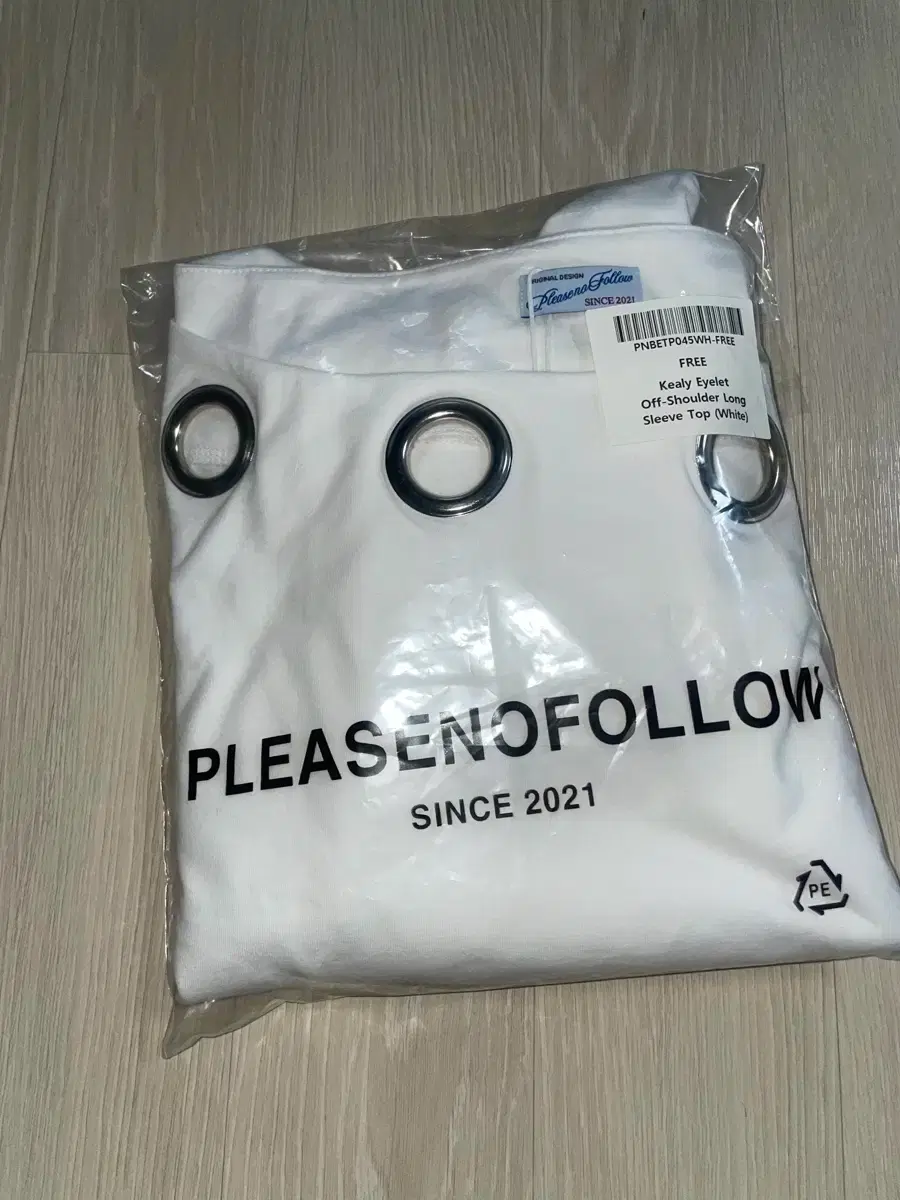 ORIGINAL DESIGN
PleasenoFollow
SINCE 2021
PNBETP045WH-FREE
FREE
Kealy Eyelet
Off-Shoulder Long
Sleeve Top (White)
PLEASENOFOLLOW
SINCE 2021
PE